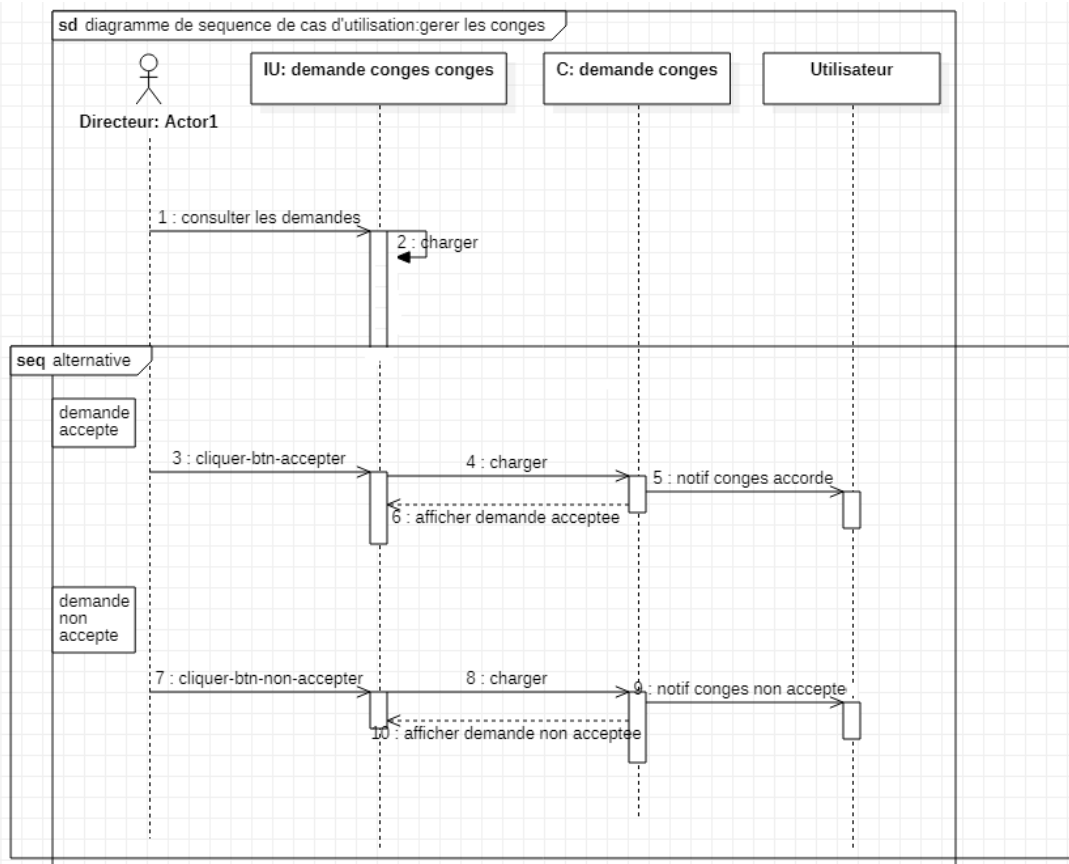 sd diagramme de sequence de cas d'utilisation:gerer les conges
IU: demande conges conges
C: demande conges
Utilisateur
Directeur: Actor1
1 : consulter les demandes
2 : charger
seq alternative
demande
accepte
3 : cliquer-btn-accepter
4 : charger
5 : notif conges accorde
6 : afficher demande acceptee
demande
non
accepte
7 : cliquer-btn-non-accepter
8 : charger
9 : notif conges non accepte
10 : afficher demande non acceptee